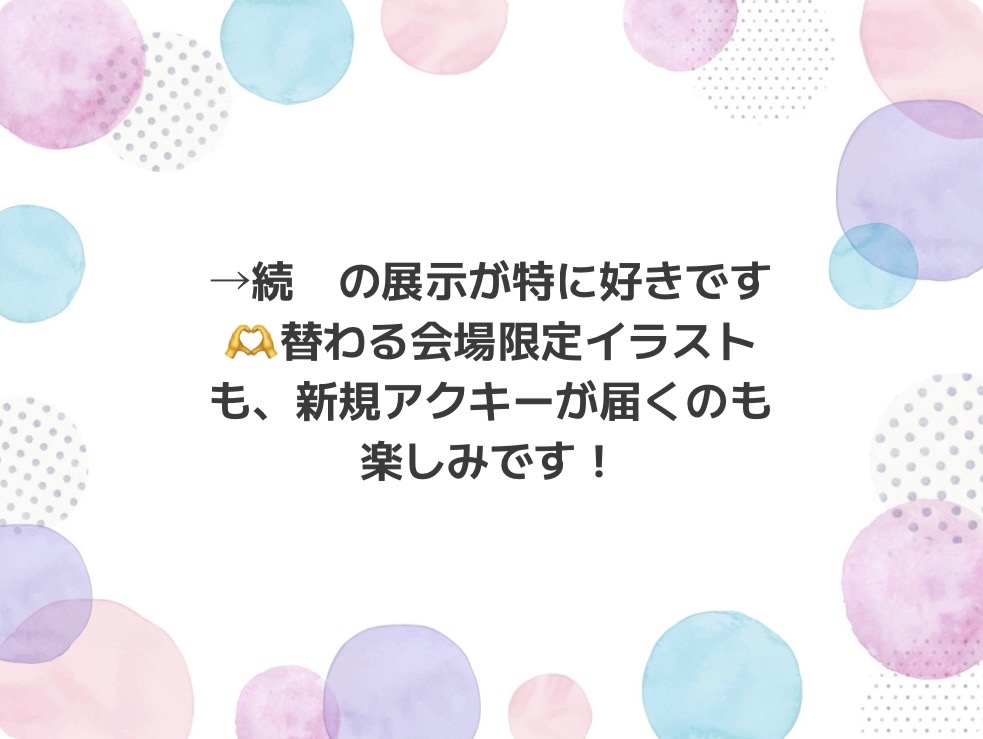 →続　の展示が特に好きです
🫶替わる会場限定イラスト
も、新規アクキーが届くのも
楽しみです！